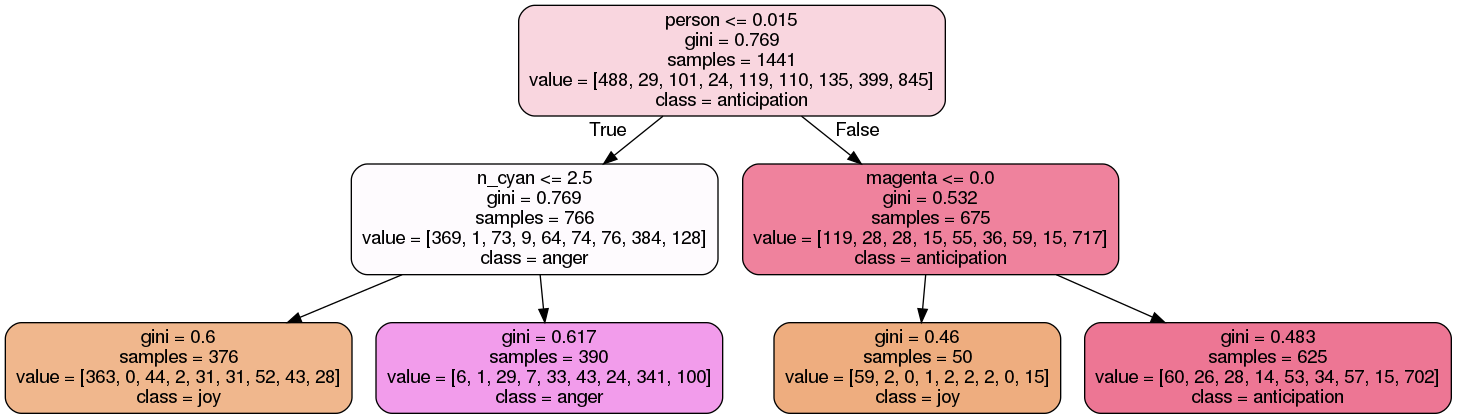 person <= 0.015
gini = 0.769
samples = 1441
value = [488, 29, 101, 24, 119, 110, 135, 399, 845]
class = anticipation
True
False
n_cyan <= 2.5
gini = 0.769
samples = 766
value = [369, 1, 73, 9, 64, 74, 76, 384, 128]
class = anger
magenta <= 0.0
gini = 0.532
samples = 675
value = [119, 28, 28, 15, 55, 36, 59, 15, 717]
class = anticipation
gini = 0.6
samples = 376
value = [363, 0, 44, 2, 31, 31, 52, 43, 28]
class = joy
gini = 0.617
samples = 390
value = [6, 1, 29, 7, 33, 43, 24, 341, 100]
class = anger
gini = 0.46
samples = 50
value = [59, 2, 0, 1, 2, 2, 2, 0, 15]
class = joy
gini = 0.483
samples = 625
value = [60, 26, 28, 14, 53, 34, 57, 15, 702]
class = anticipation